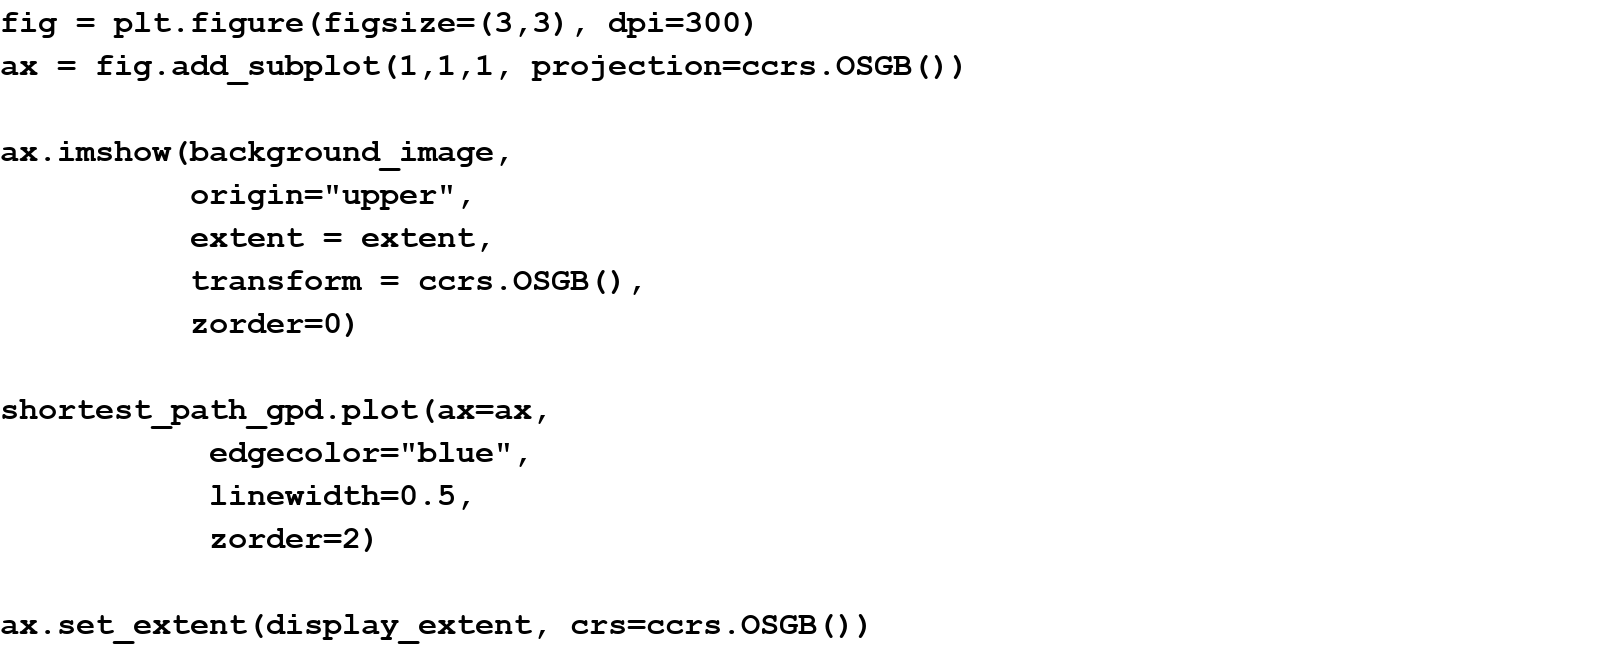 fig = plt.figure(figsize=(3,3), dpi=300)
ax = fig.add_subplot(1,1,1, projection=ccrs.OSGB())
ax.imshow(background_image,
origin="upper",
extent = extent,
transform = ccrs.OSGB(),
zorder=0)
shortest_path_gpd.plot(ax=ax,
edgecolor="blue",
linewidth=0.5,
zorder=2)
ax.set_extent(display_extent, crs=ccrs.OSGB())